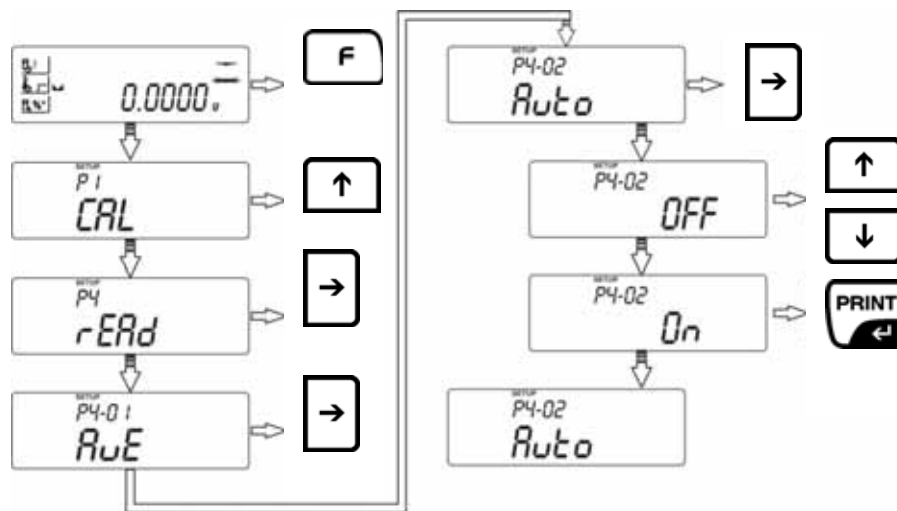 F
0.0000
SETUP
P1
CAL
SETUP
P4
rEAd
SETUP
P4-01
AvE
SETUP
P4-02
Auto
SETUP
P4-02
OFF
SETUP
P4-02
On
PRINT
SETUP
P4-02
Auto